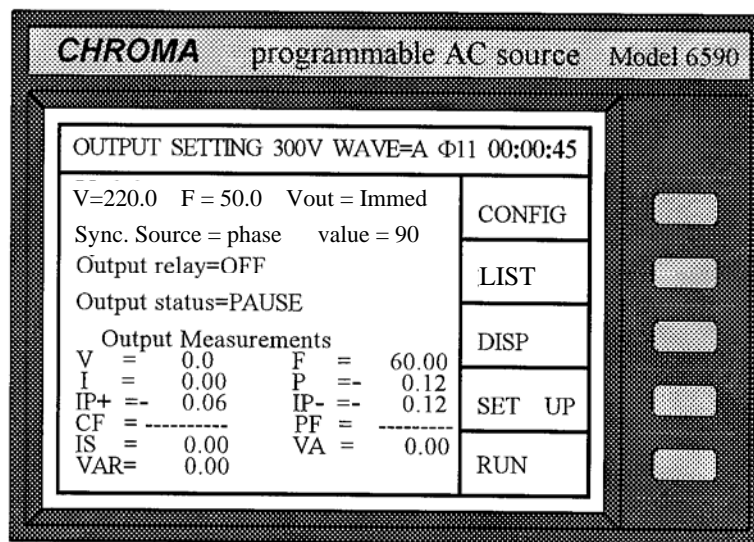 CHROMA programmable AC source Model 6590
OUTPUT SETTING 300V WAVE=A Φ11 00:00:45
V=220.0 F = 50.0 Vout = Immed
Sync. Source = phase value = 90
Output relay=OFF
Output status=PAUSE
Output Measurements
V = 0.0 F = 60.00
I = 0.00 P =- 0.12
IP+ =- 0.06 IP- =- 0.12
CF = ---------- PF = ---------
IS = 0.00 VA = 0.00
VAR= 0.00
CONFIG
LIST
DISP
SET UP
RUN